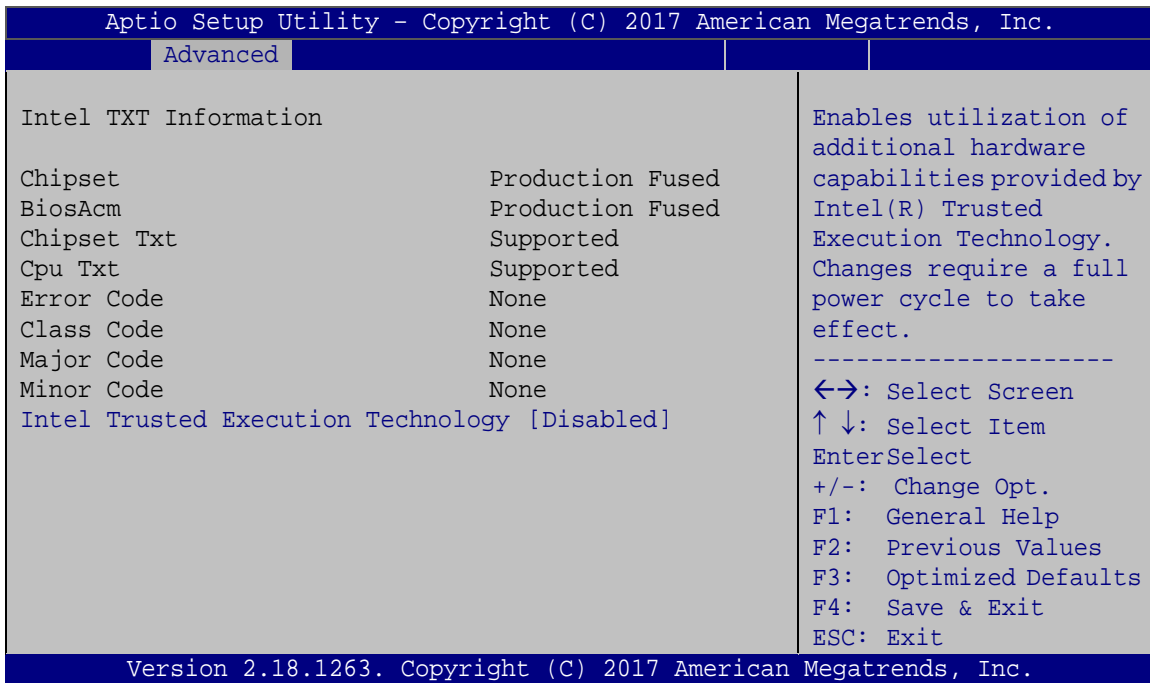 Aptio Setup Utility – Copyright (C) 2017 American Megatrends, Inc.
Advanced
Intel TXT Information
Chipset Production Fused
BiosAcm Production Fused
Chipset Txt Supported
Cpu Txt Supported
Error Code None
Class Code None
Major Code None
Minor Code None
Intel Trusted Execution Technology [Disabled]
Enables utilization of
additional hardware
capabilities provided by
Intel(R) Trusted
Execution Technology.
Changes require a full
power cycle to take
effect.
---------------------
←→: Select Screen
↑ ↓: Select Item
EnterSelect
+/-: Change Opt.
F1: General Help
F2: Previous Values
F3: Optimized Defaults
F4: Save & Exit
ESC: Exit
Version 2.18.1263. Copyright (C) 2017 American Megatrends, Inc.